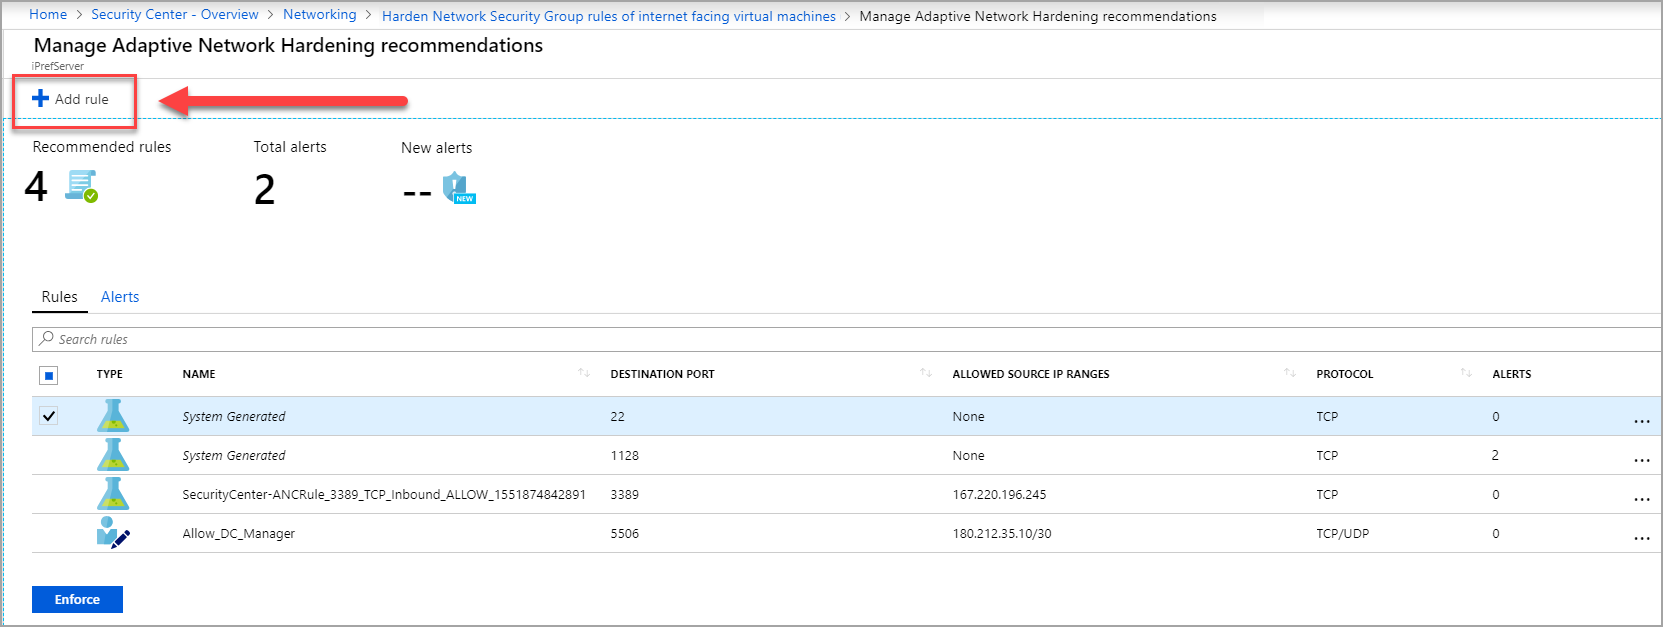 Home > Security Center - Overview > Networking > Harden Network Security Group rules of internet facing virtual machines > Manage Adaptive Network Hardening recommendations
Manage Adaptive Network Hardening recommendations
iPrefServer
+ Add rule
Recommended rules Total alerts New alerts
4 2 --
NEW
Rules Alerts
Search rules
TYPE NAME DESTINATION PORT ALLOWED SOURCE IP RANGES PROTOCOL ALERTS
System Generated 22 None TCP 0 ...
System Generated 1128 None TCP 2 ...
SecurityCenter-ANCRule_3389_TCP_Inbound_ALLOW_1551874842891 3389 167.220.196.245 TCP 0 ...
Allow_DC_Manager 5506 180.212.35.10/30 TCP/UDP 0 ...
Enforce